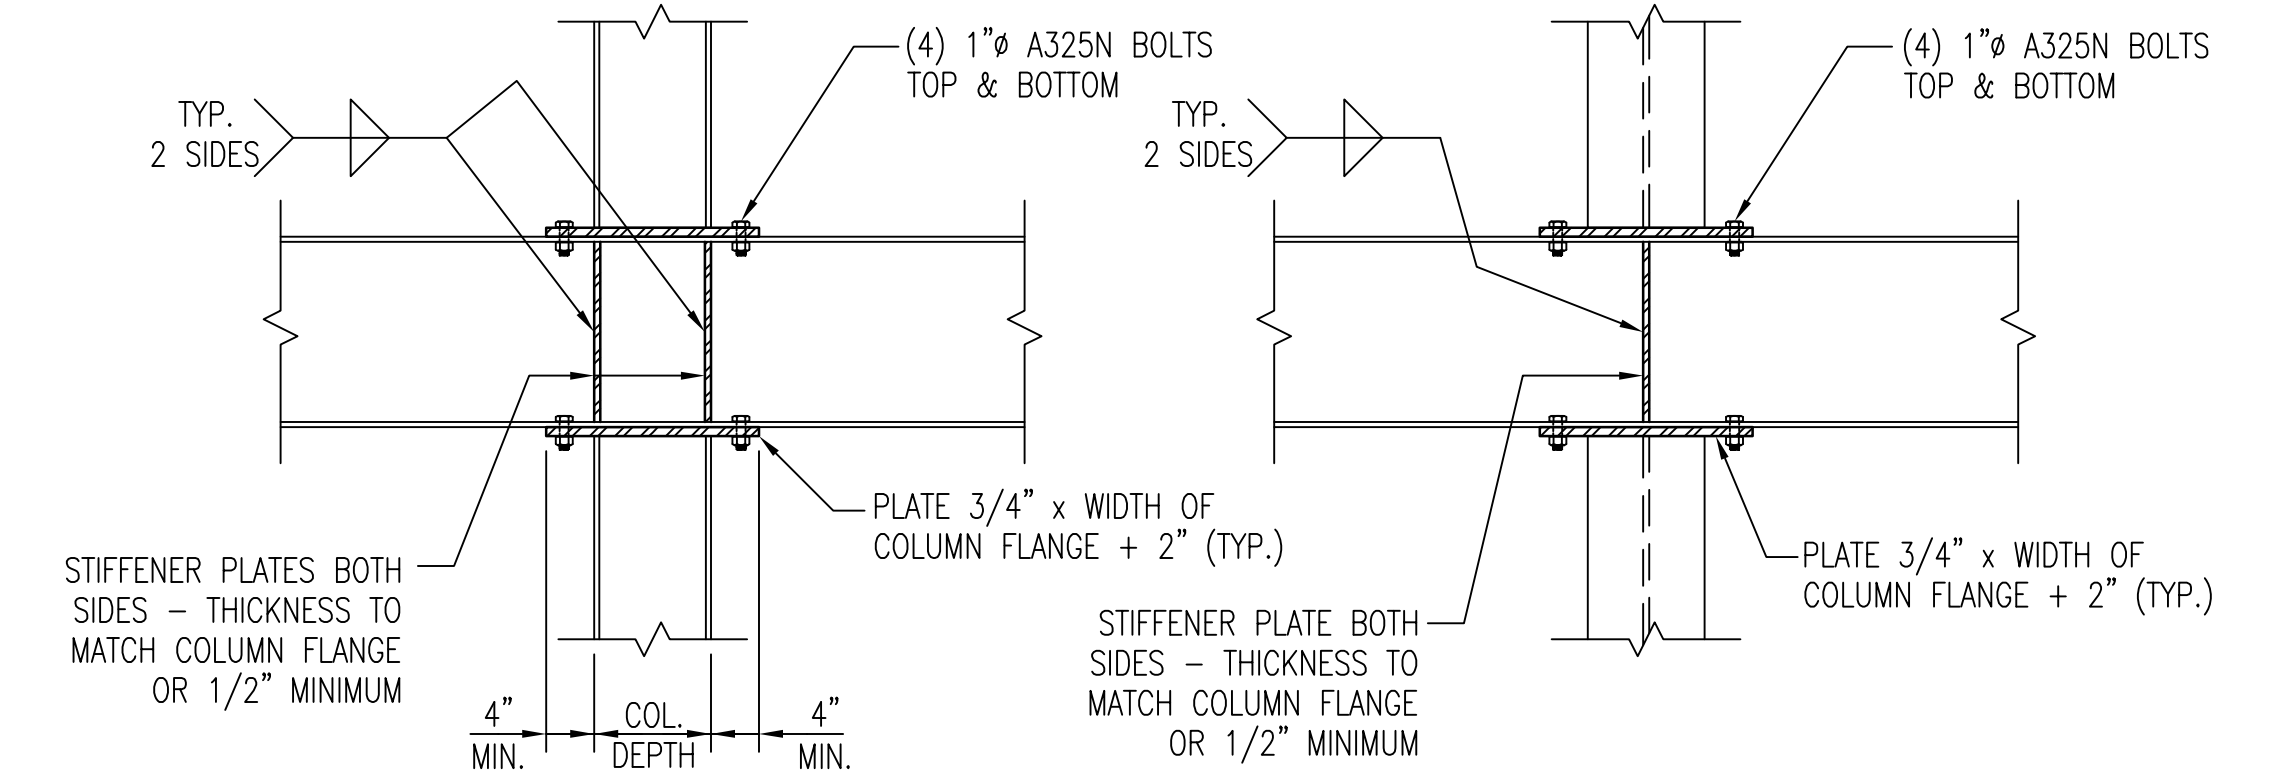 (4) 1"ø A325N BOLTS
TOP & BOTTOM
TYP.
2 SIDES
PLATE 3/4" x WIDTH OF
COLUMN FLANGE + 2" (TYP.)
STIFFENER PLATES BOTH
SIDES – THICKNESS TO
MATCH COLUMN FLANGE
OR 1/2" MINIMUM
4"
MIN.
COL.
DEPTH
4"
MIN.
(4) 1"ø A325N BOLTS
TOP & BOTTOM
TYP.
2 SIDES
PLATE 3/4" x WIDTH OF
COLUMN FLANGE + 2" (TYP.)
STIFFENER PLATE BOTH
SIDES – THICKNESS TO
MATCH COLUMN FLANGE
OR 1/2" MINIMUM